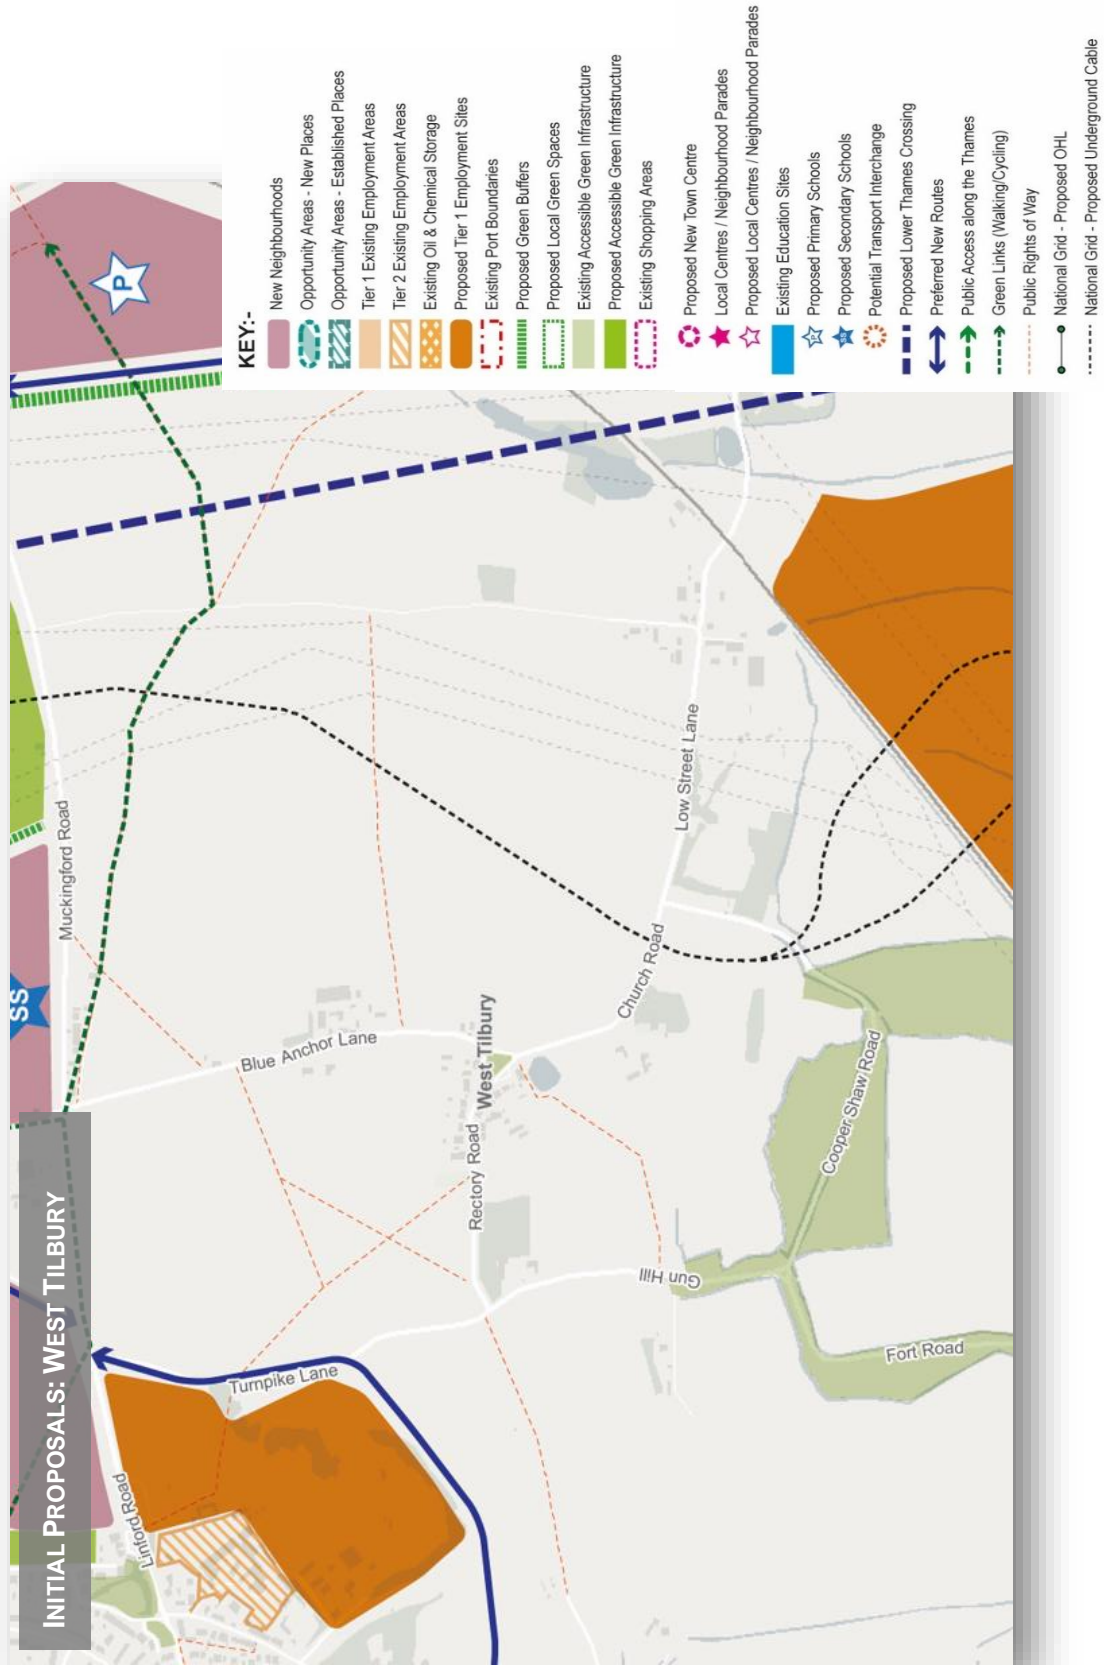 INITIAL PROPOSALS: WEST TILBURY
SS
P
Muckingford Road
Linford Road
Turnpike Lane
Blue Anchor Lane
Rectory Road
West Tilbury
Church Road
Low Street Lane
Gun Hill
Cooper Shaw Road
Fort Road
KEY:-
New Neighbourhoods
Opportunity Areas - New Places
Opportunity Areas - Established Places
Tier 1 Existing Employment Areas
Tier 2 Existing Employment Areas
Existing Oil & Chemical Storage
Proposed Tier 1 Employment Sites
Existing Port Boundaries
Proposed Green Buffers
Proposed Local Green Spaces
Existing Accessible Green Infrastructure
Proposed Accessible Green Infrastructure
Existing Shopping Areas
Proposed New Town Centre
Local Centres / Neighbourhood Parades
Proposed Local Centres / Neighbourhood Parades
Existing Education Sites
Proposed Primary Schools
Proposed Secondary Schools
Potential Transport Interchange
Proposed Lower Thames Crossing
Preferred New Routes
Public Access along the Thames
Green Links (Walking/Cycling)
Public Rights of Way
National Grid - Proposed OHL
National Grid - Proposed Underground Cable